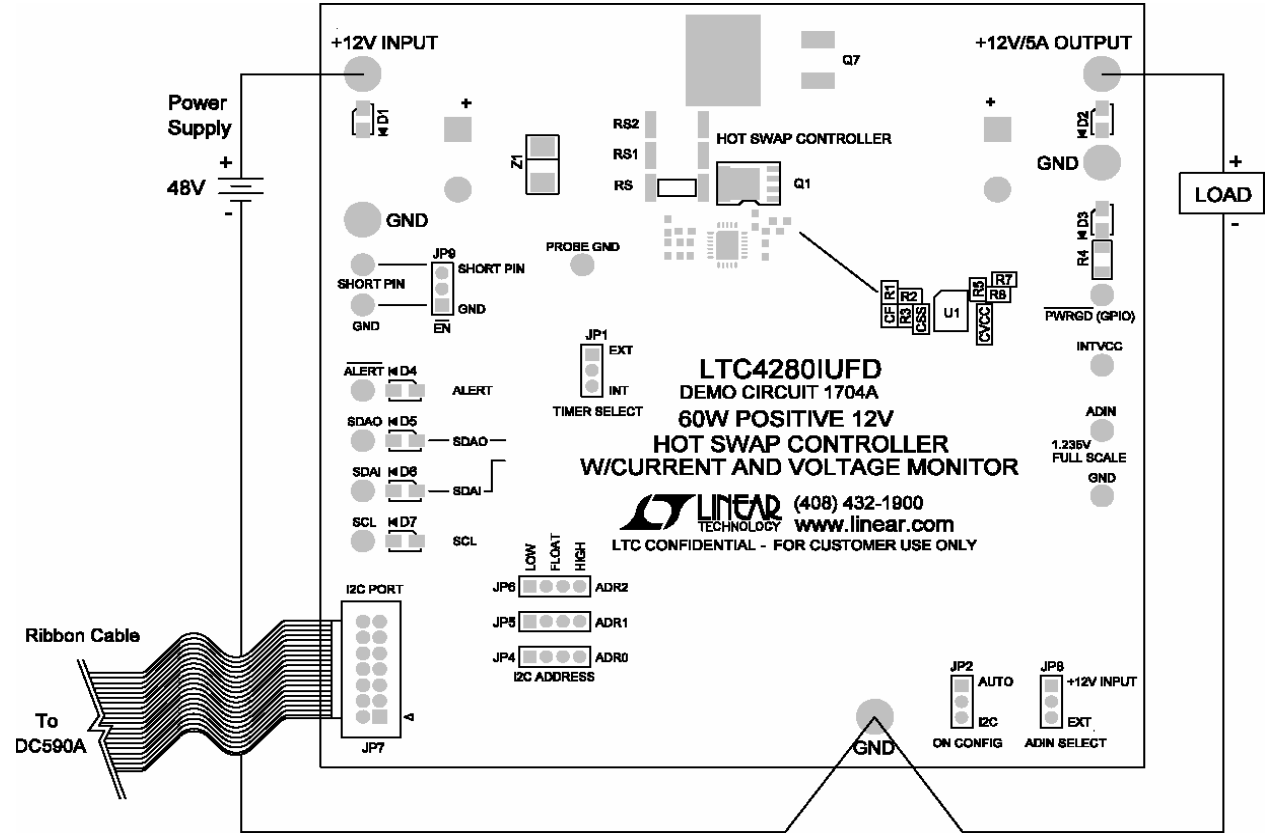 +12V INPUT
+12V/5A OUTPUT
Power
Supply
+
48V
-
D1
+
Z1
RS2
RS1
RS
Q7
HOT SWAP CONTROLLER
Q1
+
D2
GND
D3
R4
+
LOAD
-
GND
JP9
SHORT PIN
SHORT PIN
GND
GND
EN
PROBE GND
R1
R2
CF
R3
CSS
U1
R5
R7
R8
CVCC
PWRGD (GPIO)
INTVCC
JP1
EXT
INT
TIMER SELECT
ALERT
D4
ALERT
SDAO
D5
SDAO
SDAI
D6
SDAI
SCL
D7
SCL
LTC4280IUFD
DEMO CIRCUIT 1704A
60W POSITIVE 12V
HOT SWAP CONTROLLER
W/CURRENT AND VOLTAGE MONITOR
LINEAR
TECHNOLOGY
(408) 432-1900
www.linear.com
LTC CONFIDENTIAL - FOR CUSTOMER USE ONLY
ADIN
1.235V
FULL SCALE
GND
LOW
FLOAT
HIGH
JP6
ADR2
JP5
ADR1
JP4
ADR0
I2C ADDRESS
I2C PORT
JP7
Ribbon Cable
To
DC590A
GND
JP2
AUTO
I2C
ON CONFIG
JP8
+12V INPUT
EXT
ADIN SELECT